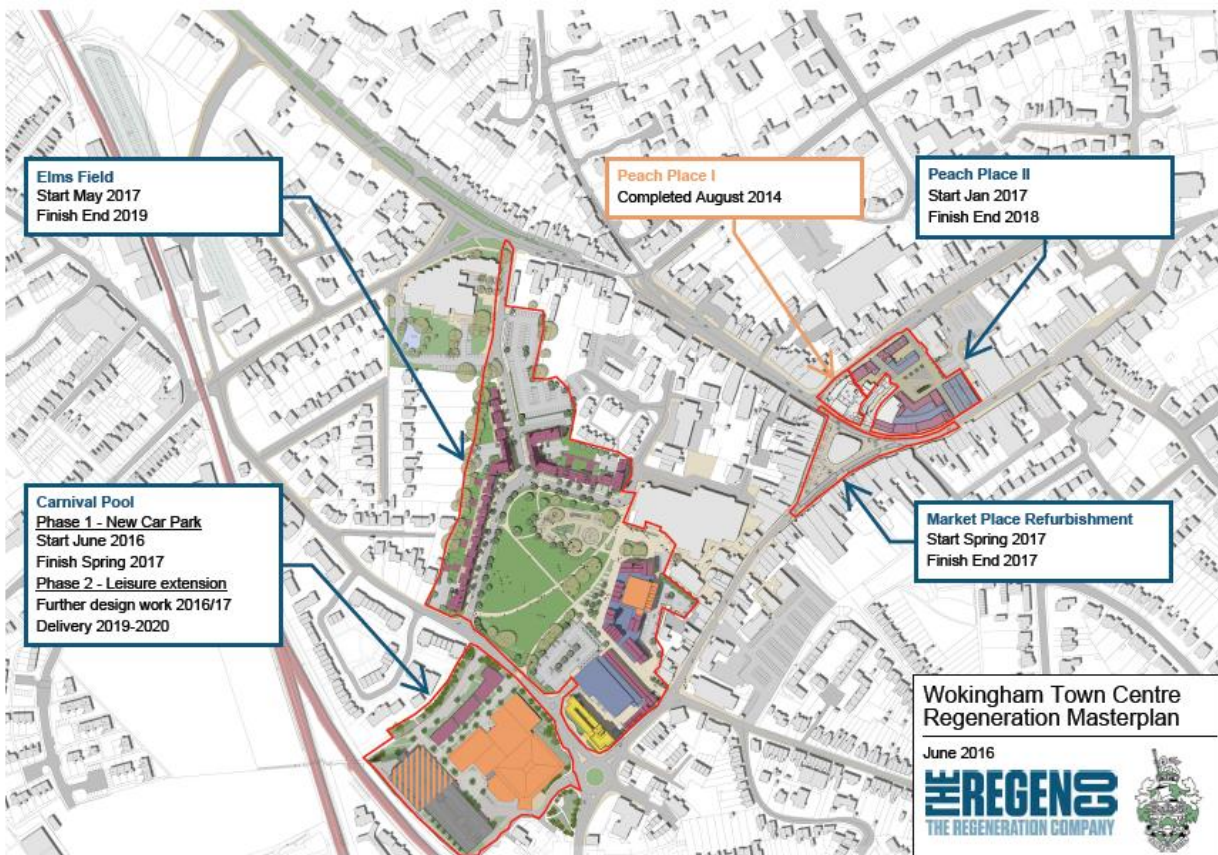 Elms Field
Start May 2017
Finish End 2019
Peach Place I
Completed August 2014
Peach Place II
Start Jan 2017
Finish End 2018
Carnival Pool
Phase 1 - New Car Park
Start June 2016
Finish Spring 2017
Phase 2 - Leisure extension
Further design work 2016/17
Delivery 2019-2020
Market Place Refurbishment
Start Spring 2017
Finish End 2017
Wokingham Town Centre
Regeneration Masterplan
June 2016
THE REGEN CO
THE REGENERATION COMPANY